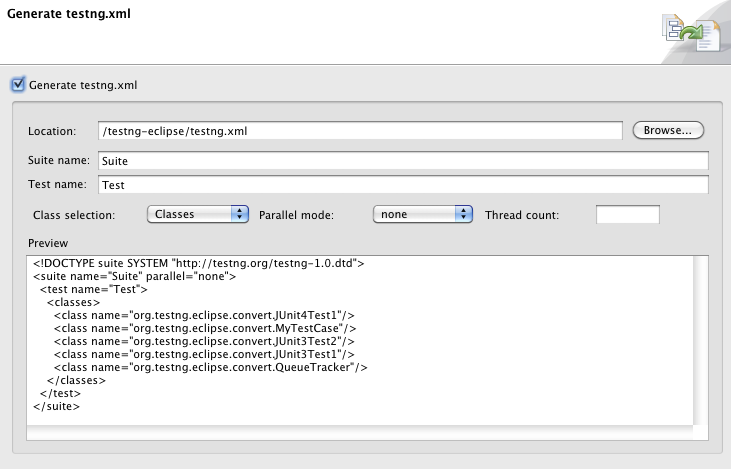 Generate testng.xml
Generate testng.xml
Location: /testng-eclipse/testng.xml Browse...
Suite name: Suite
Test name: Test
Class selection: Classes Parallel mode: none Thread count:
Preview
<!DOCTYPE suite SYSTEM "http://testng.org/testng-1.0.dtd">
<suite name="Suite" parallel="none">
  <test name="Test">
    <classes>
      <class name="org.testng.eclipse.convert.JUnit4Test1"/>
      <class name="org.testng.eclipse.convert.MyTestCase"/>
      <class name="org.testng.eclipse.convert.JUnit3Test2"/>
      <class name="org.testng.eclipse.convert.JUnit3Test1"/>
      <class name="org.testng.eclipse.convert.QueueTracker"/>
    </classes>
  </test>
</suite>